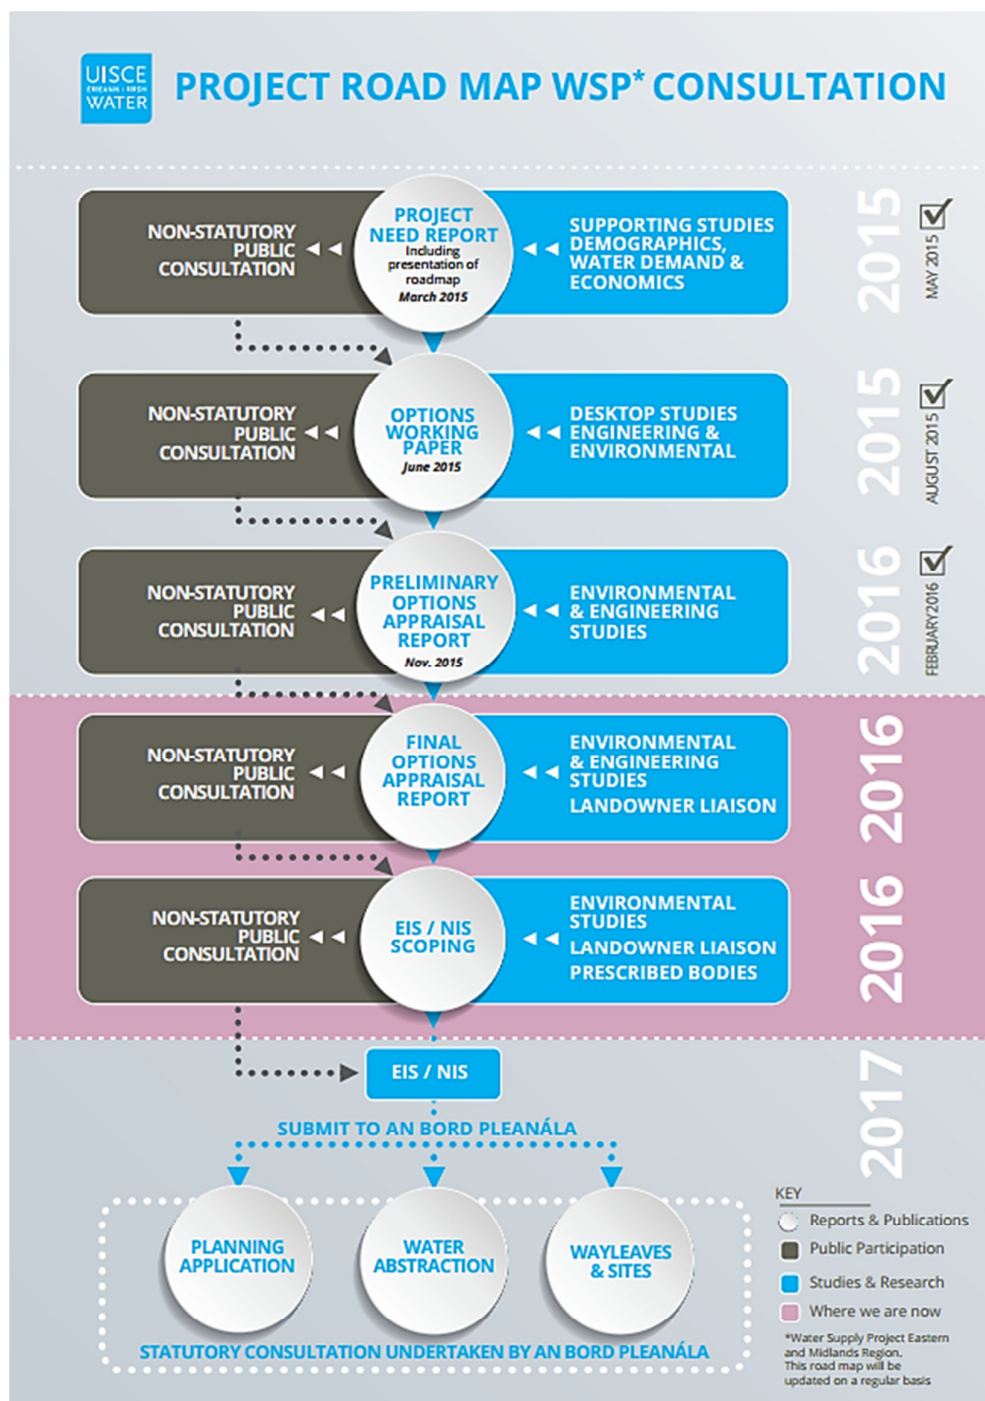 UISCE
ÉIREANN : IRISH
WATER
PROJECT ROAD MAP WSP* CONSULTATION
NON-STATUTORY
PUBLIC
CONSULTATION
PROJECT
NEED REPORT
Including
presentation of
roadmap
March 2015
SUPPORTING STUDIES
DEMOGRAPHICS,
WATER DEMAND &
ECONOMICS
2015
MAY 2015
NON-STATUTORY
PUBLIC
CONSULTATION
OPTIONS
WORKING
PAPER
June 2015
DESKTOP STUDIES
ENGINEERING &
ENVIRONMENTAL
2015
AUGUST 2015
NON-STATUTORY
PUBLIC
CONSULTATION
PRELIMINARY
OPTIONS
APPRAISAL
REPORT
Nov. 2015
ENVIRONMENTAL
& ENGINEERING
STUDIES
2016
FEBRUARY 2016
NON-STATUTORY
PUBLIC
CONSULTATION
FINAL
OPTIONS
APPRAISAL
REPORT
ENVIRONMENTAL
& ENGINEERING
STUDIES
LANDOWNER LIAISON
2016
NON-STATUTORY
PUBLIC
CONSULTATION
EIS / NIS
SCOPING
ENVIRONMENTAL
STUDIES
LANDOWNER LIAISON
PRESCRIBED BODIES
2016
EIS / NIS
2017
SUBMIT TO AN BORD PLEANÁLA
PLANNING
APPLICATION
WATER
ABSTRACTION
WAYLEAVES
& SITES
STATUTORY CONSULTATION UNDERTAKEN BY AN BORD PLEANÁLA
KEY
Reports & Publications
Public Participation
Studies & Research
Where we are now
*Water Supply Project Eastern
and Midlands Region.
This road map will be
updated on a regular basis